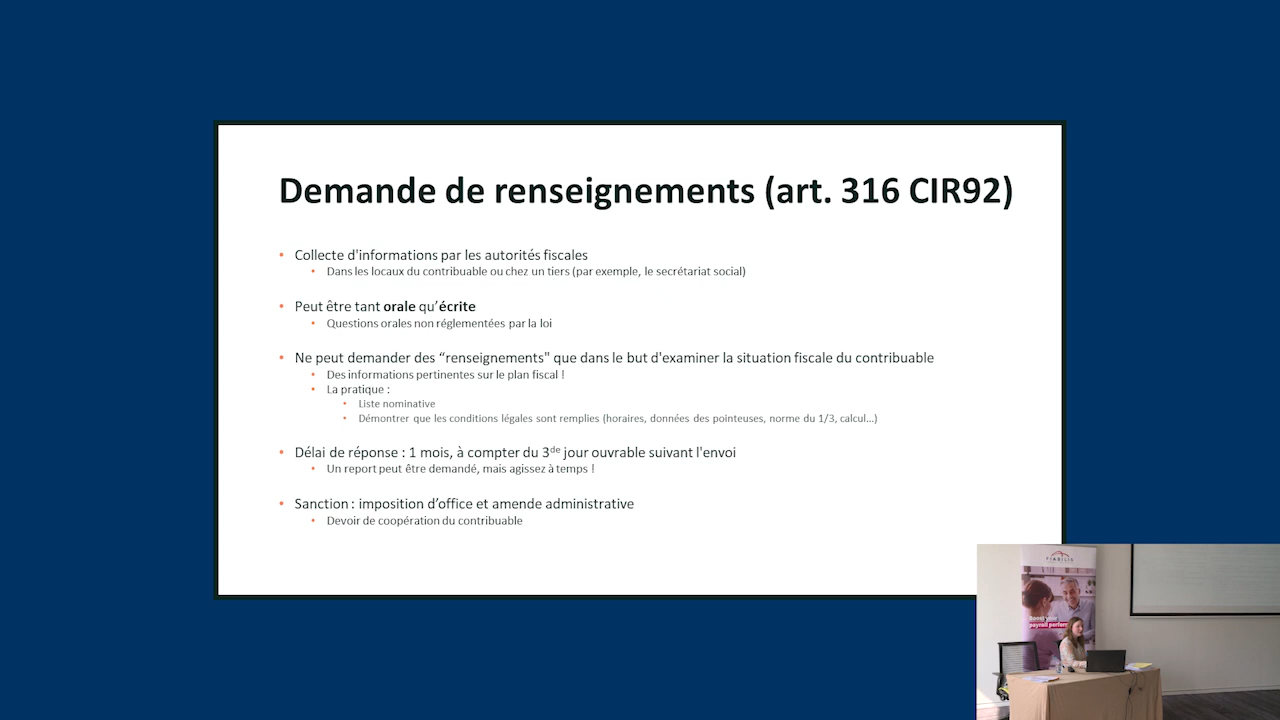 Demande de renseignements (art. 316 CIR92)
• Collecte d'informations par les autorités fiscales
• Dans les locaux du contribuable ou chez un tiers (par exemple, le secrétariat social)
• Peut être tant orale qu’écrite
• Questions orales non réglementées par la loi
• Ne peut demander des “renseignements" que dans le but d'examiner la situation fiscale du contribuable
• Des informations pertinentes sur le plan fiscal !
• La pratique :
• Liste nominative
• Démontrer que les conditions légales sont remplies (horaires, données des pointeuses, norme du 1/3, calcul…)
• Délai de réponse : 1 mois, à compter du 3de jour ouvrable suivant l'envoi
• Un report peut être demandé, mais agissez à temps !
• Sanction : imposition d’office et amende administrative
• Devoir de coopération du contribuable
FIABILIS
Boost your
payroll perform